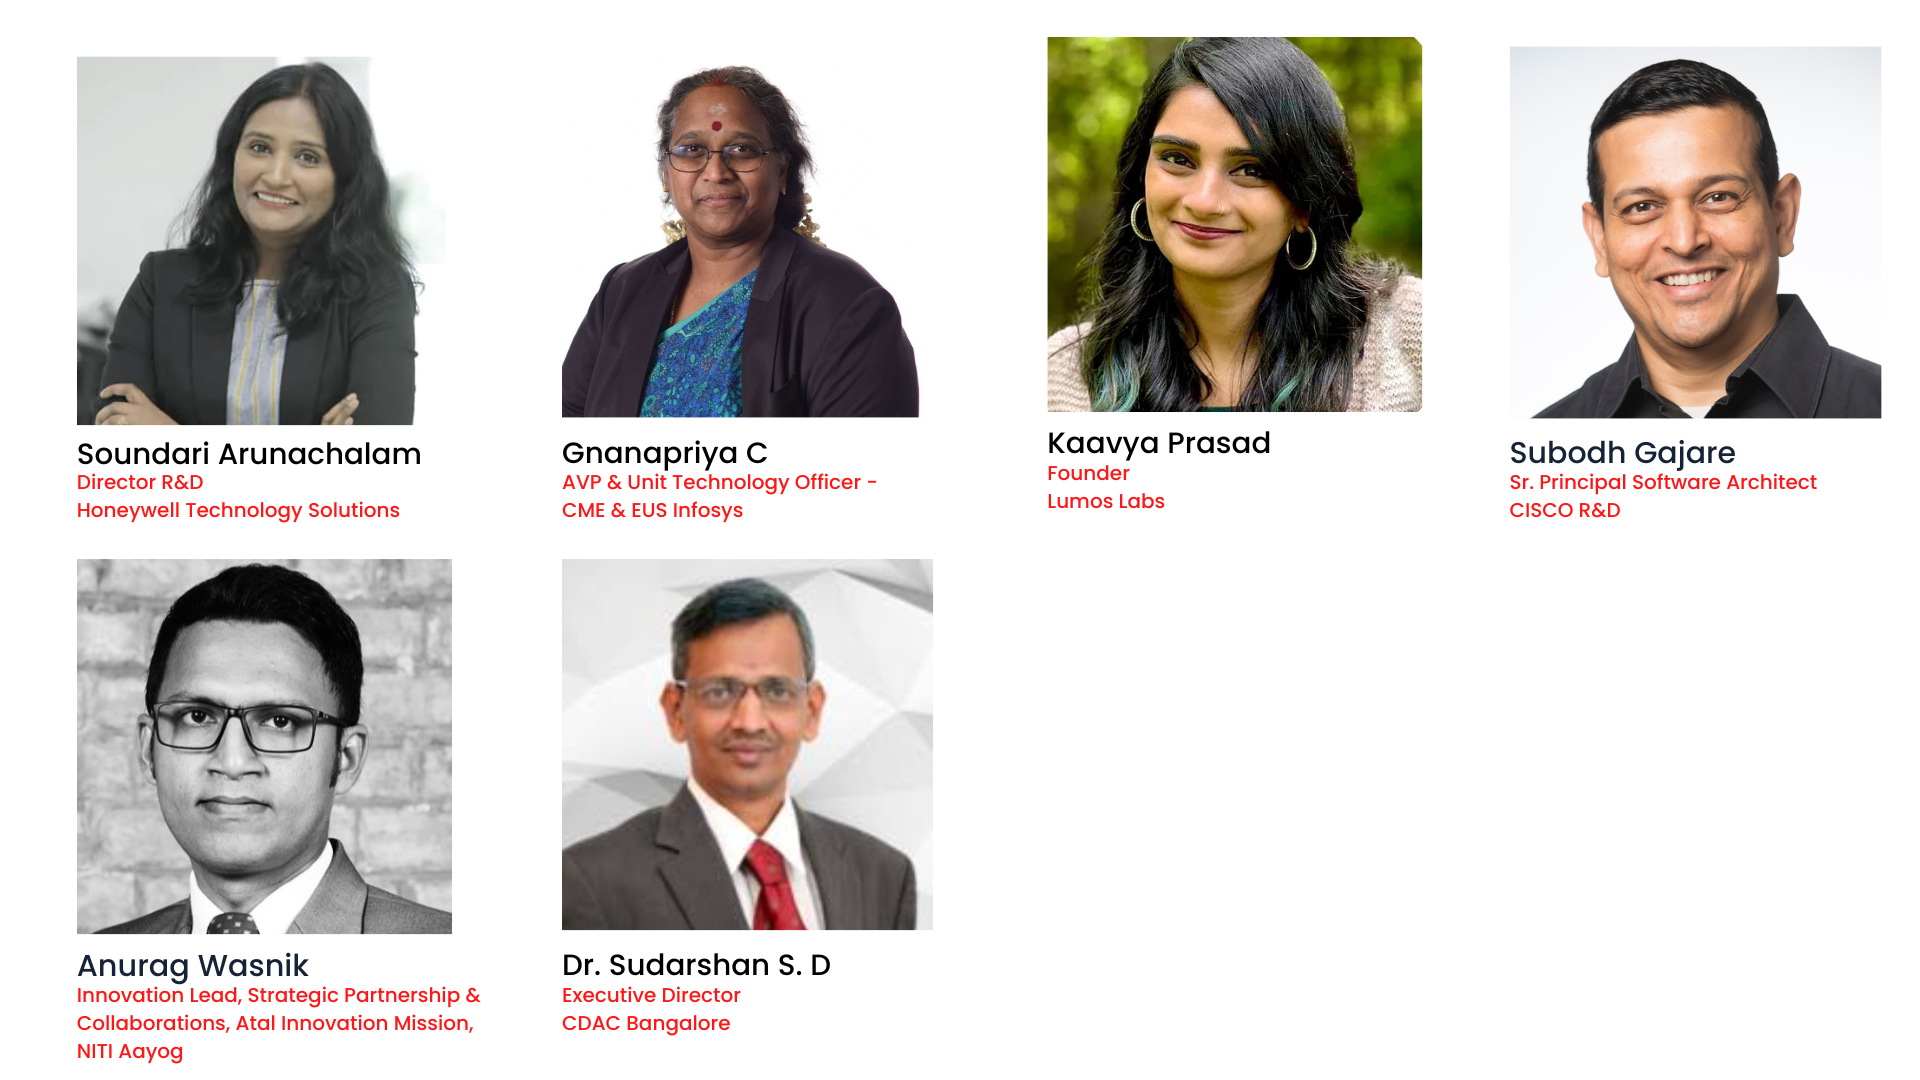 Soundari Arunachalam
Director R&D
Honeywell Technology Solutions
Gnanapriya C
AVP & Unit Technology Officer -
CME & EUS Infosys
Kaavya Prasad
Founder
Lumos Labs
Subodh Gajare
Sr. Principal Software Architect
CISCO R&D
Anurag Wasnik
Innovation Lead, Strategic Partnership &
Collaborations, Atal Innovation Mission,
NITI Aayog
Dr. Sudarshan S. D
Executive Director
CDAC Bangalore